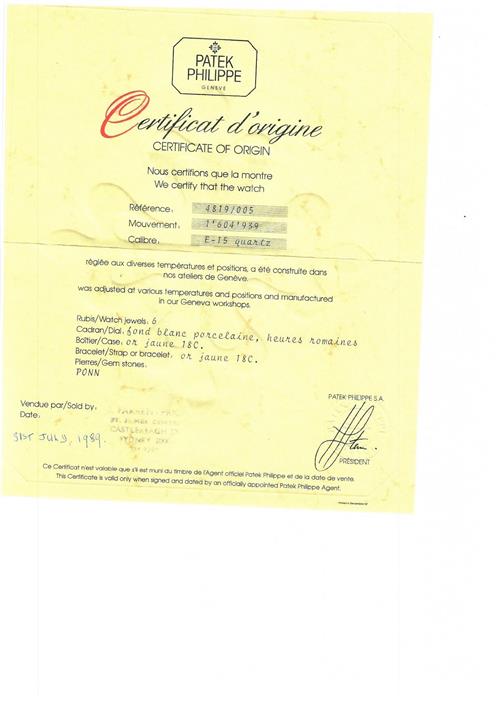 PATEK
PHILIPPE
GENEVE
Certificat d'origine
CERTIFICATE OF ORIGIN
Nous certifions que la montre
We certify that the watch
Référence: 4819/005
Mouvement: 1'604'939
Calibre: E-15 quartz
réglée aux diverses températures et positions, a été construite dans
nos ateliers de Genève.
was adjusted at various temperatures and positions and manufactured
in our Geneva workshops.
Rubis/Watch jewels: 6
Cadran/Dial: fond blanc porcelaine, heures romaines
Boîtier/Case: or jaune 18C.
Bracelet/Strap or bracelet: or jaune 18C.
Pierres/Gem stones:
PONN
Vendue par/Sold by:
Date:
31ST JULY, 1989.
ST. JAMES CENTRE
CASTLEREAGH ST
SYDNEY
PATEK PHILIPPE S.A.
PRÉSIDENT
Ce Certificat n'est valable que s'il est muni du timbre de l'Agent officiel Patek Philippe et de la date de vente.
This Certificate is valid only when signed and dated by an officially appointed Patek Philippe Agent.